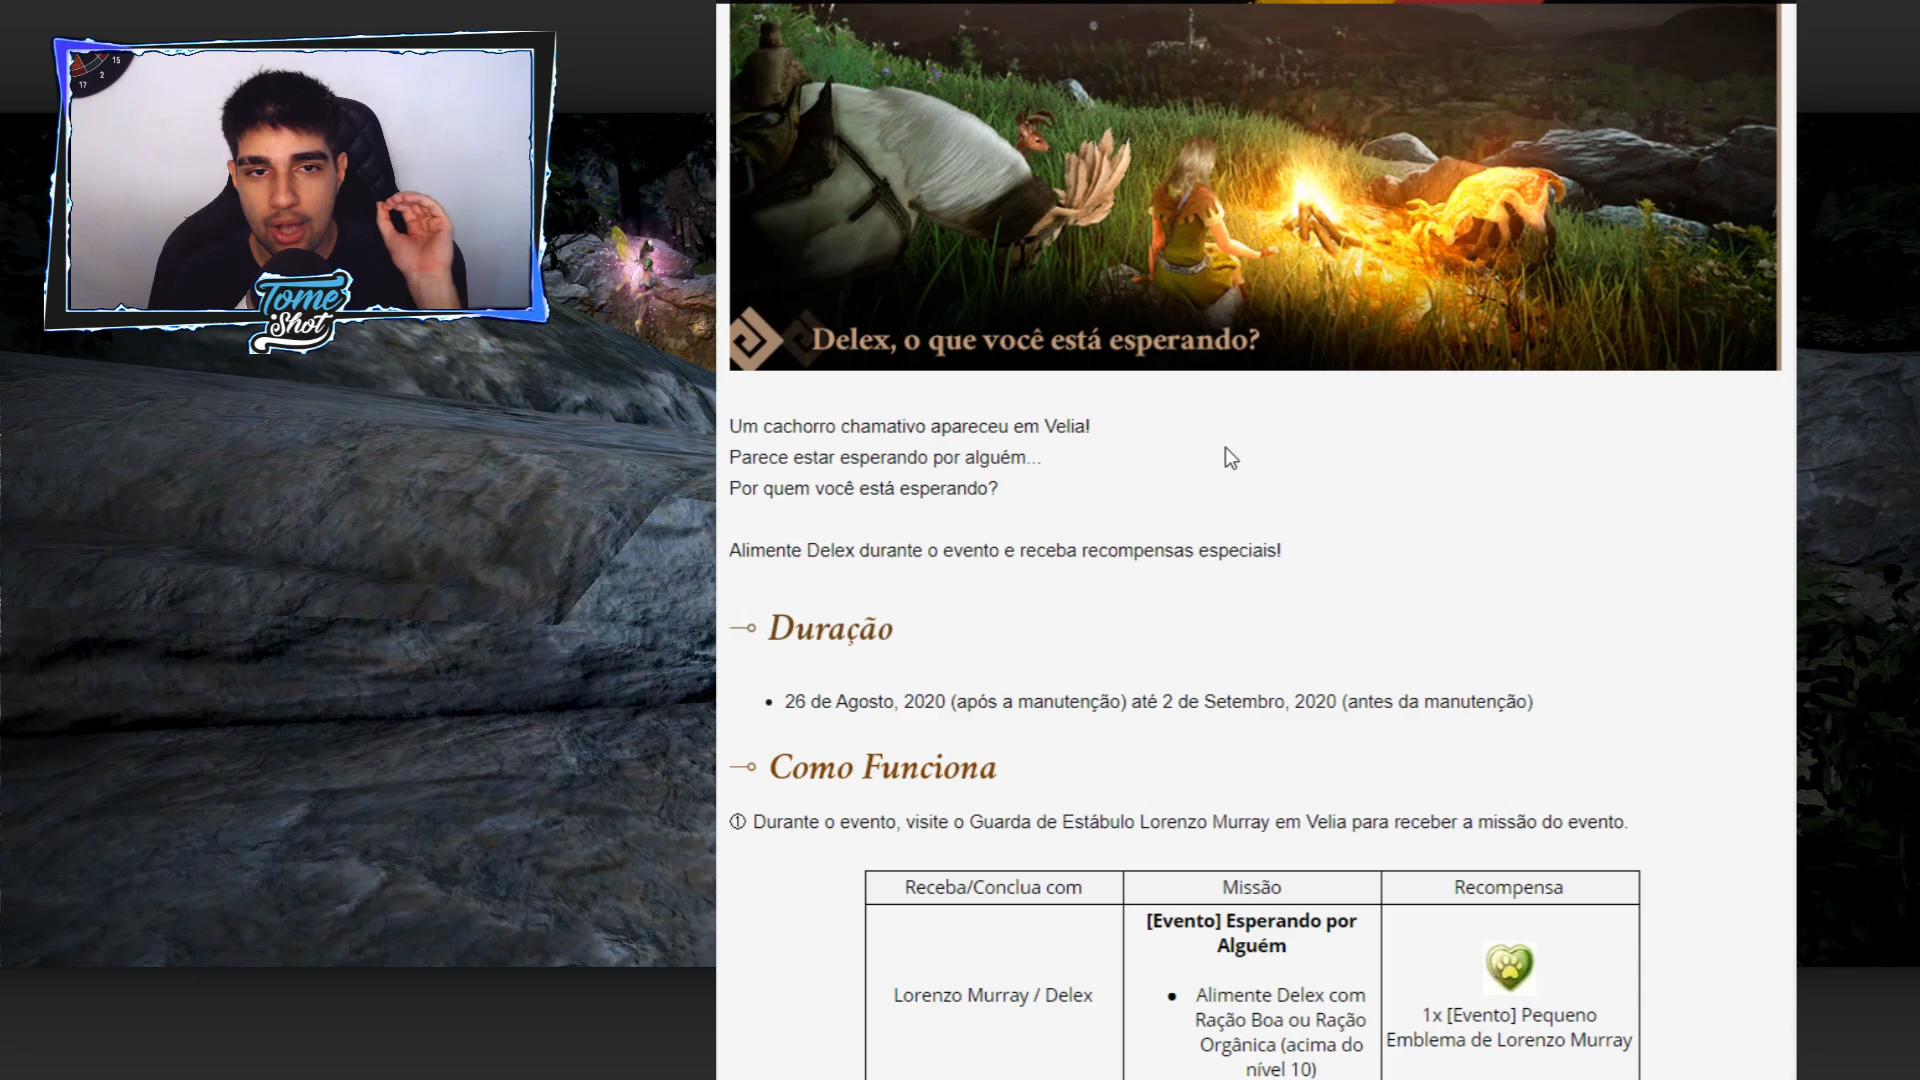 15
2
17
Tome
Shot
Delex, o que você está esperando?
Um cachorro chamativo apareceu em Velia!
Parece estar esperando por alguém...
Por quem você está esperando?
Alimente Delex durante o evento e receba recompensas especiais!
Duração
• 26 de Agosto, 2020 (após a manutenção) até 2 de Setembro, 2020 (antes da manutenção)
Como Funciona
① Durante o evento, visite o Guarda de Estábulo Lorenzo Murray em Velia para receber a missão do evento.
Receba/Conclua com
Missão
Recompensa
Lorenzo Murray / Delex
[Evento] Esperando por
Alguém
• Alimente Delex com
Ração Boa ou Ração
Orgânica (acima do
nível 10)
1x [Evento] Pequeno
Emblema de Lorenzo Murray